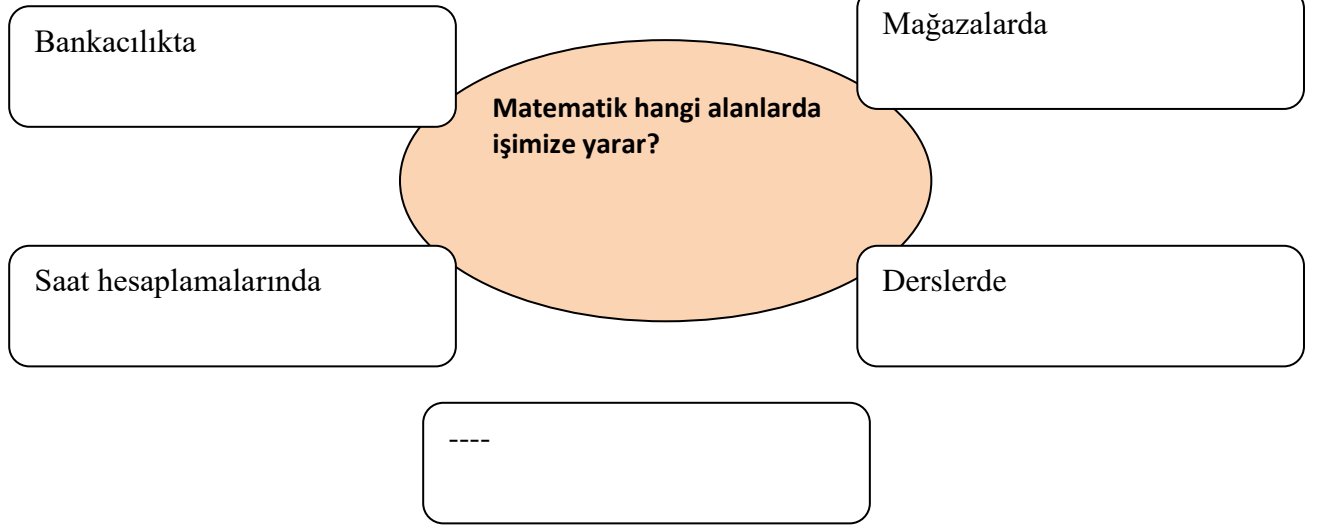 Bankacılıkta
Mağazalarda
Matematik hangi alanlarda
işimize yarar?
Saat hesaplamalarında
Derslerde
----